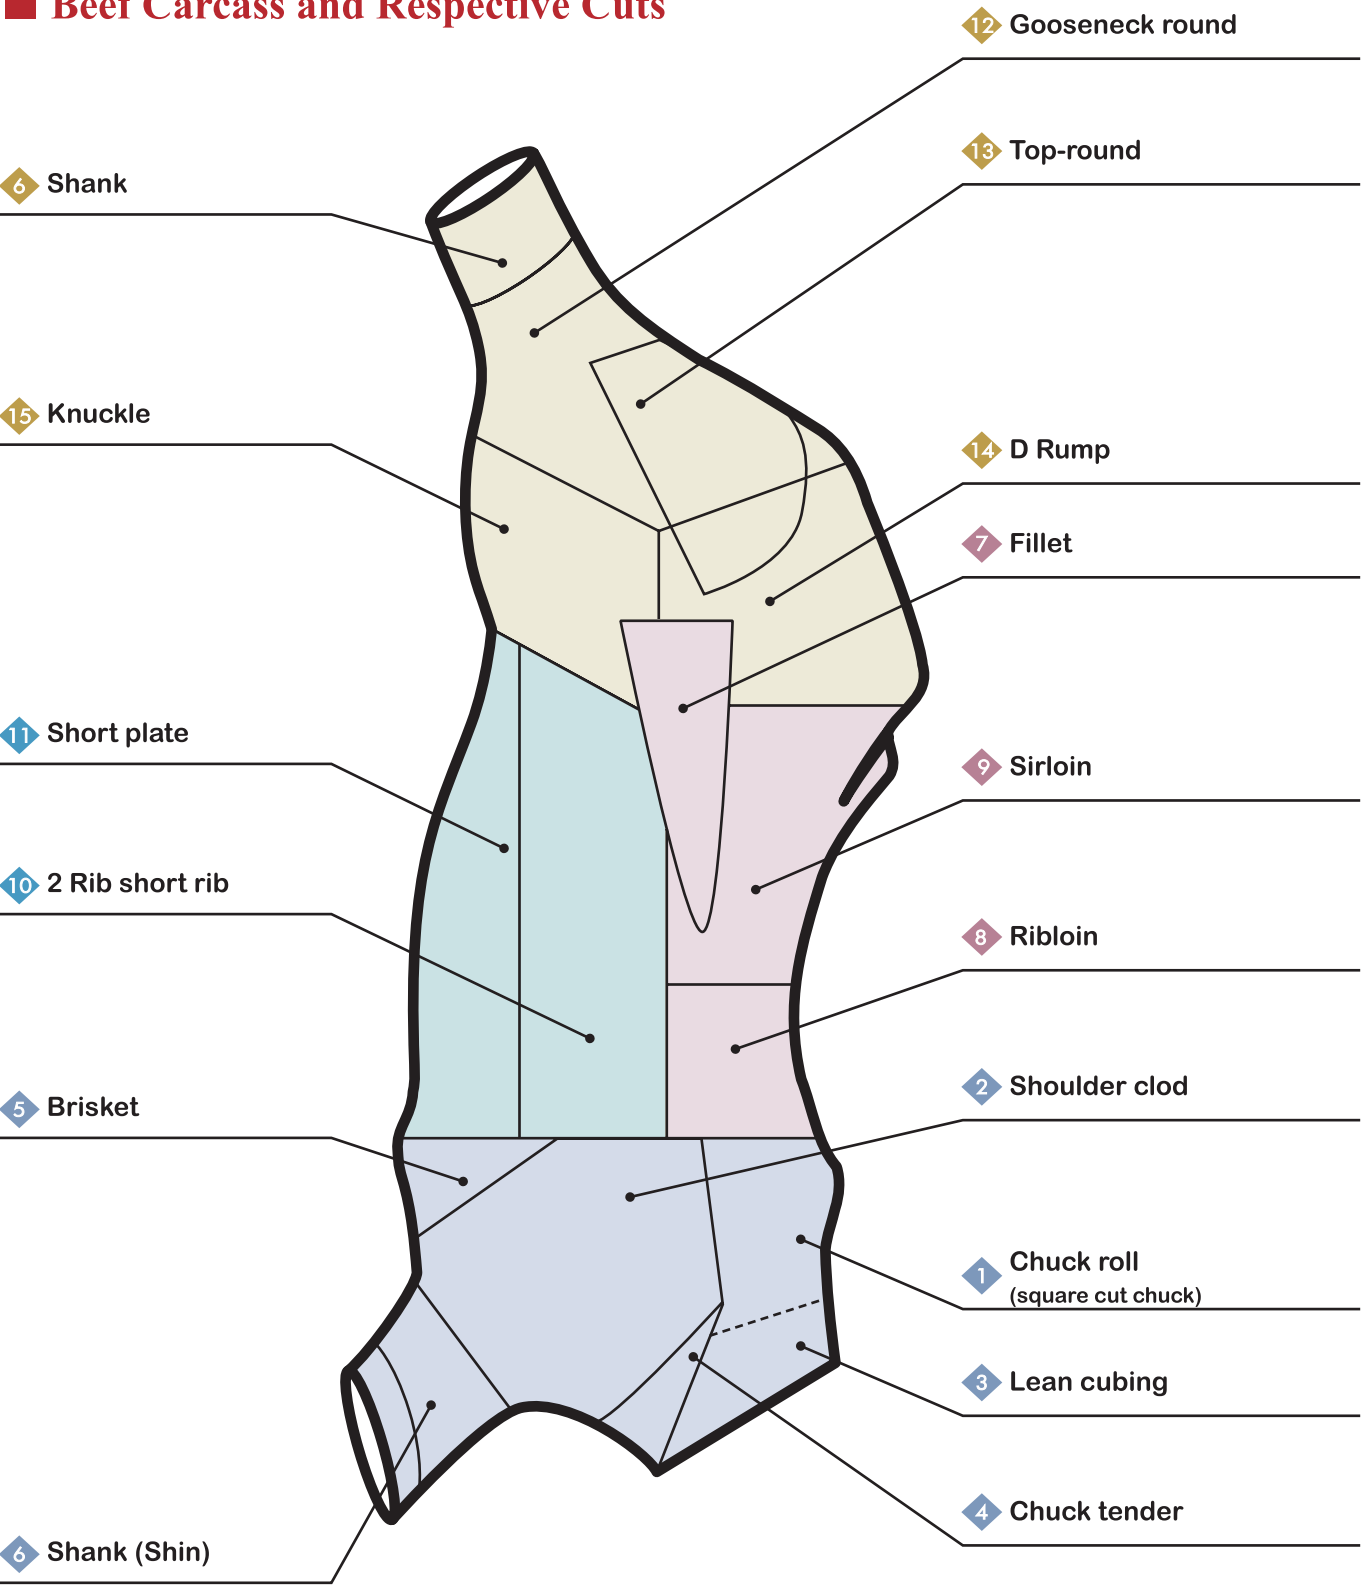 Beef Carcass and Respective Cuts
12 Gooseneck round
13 Top-round
6 Shank
15 Knuckle
14 D Rump
7 Fillet
11 Short plate
9 Sirloin
10 2 Rib short rib
8 Ribloin
5 Brisket
2 Shoulder clod
1 Chuck roll
(square cut chuck)
3 Lean cubing
4 Chuck tender
6 Shank (Shin)